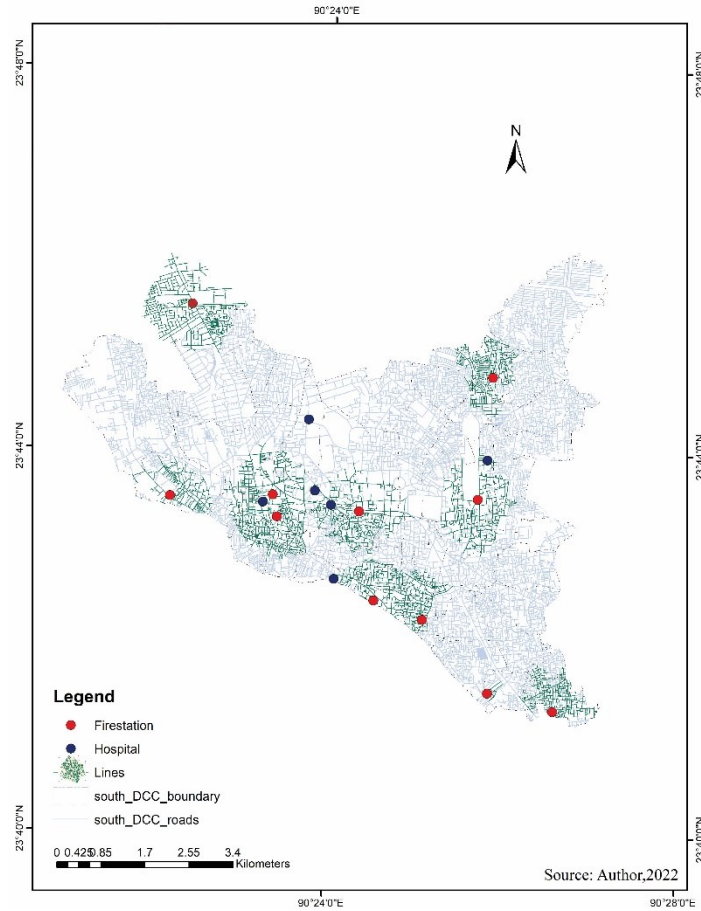 90°24'0"E
23°48'0"N
23°48'0"N
N
23°44'0"N
23°44'0"N
Legend
Firestation
Hospital
Lines
south_DCC_boundary
south_DCC_roads
23°40'0"N
23°40'0"N
0 0.425 0.85 1.7 2.55 3.4
Kilometers
Source: Author,2022
90°24'0"E
90°28'0"E